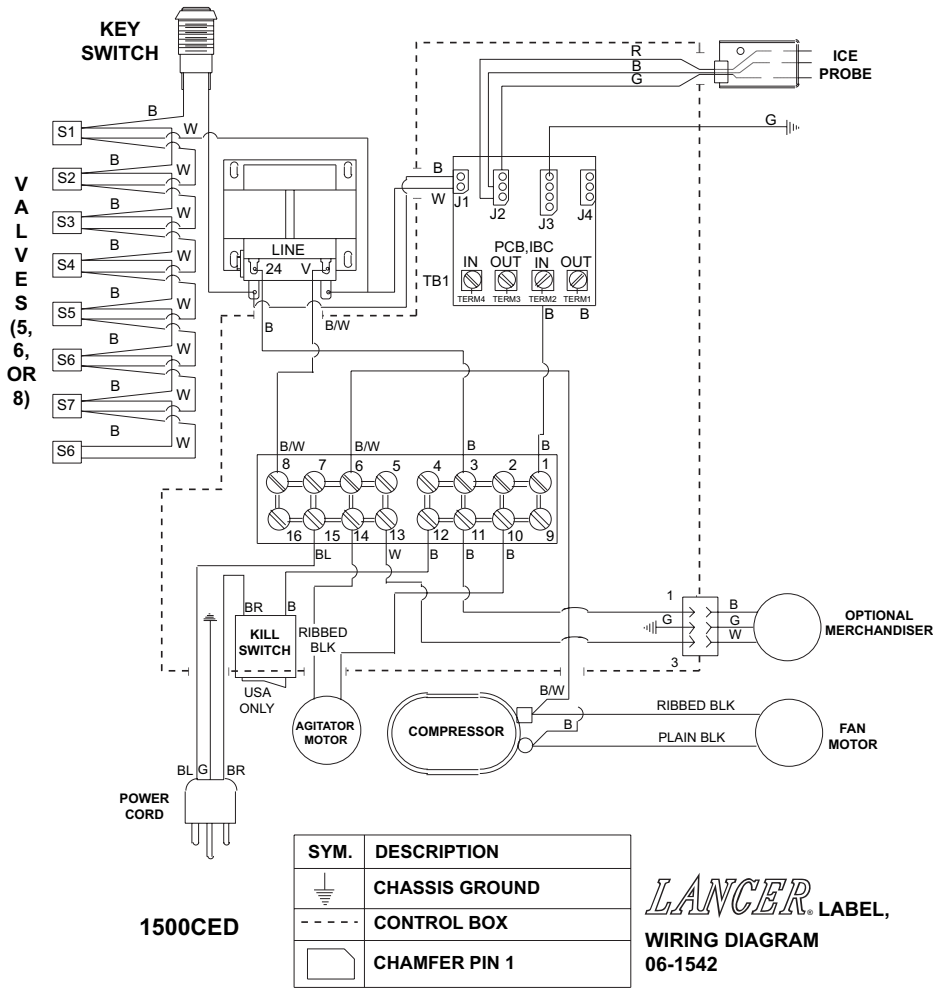 KEY
SWITCH
R
B
G
ICE
PROBE
G
B
W
S1
B
W
S2
B
W
S3
B
W
S4
B
W
S5
B
W
S6
B
W
S7
B
W
S6
VALVES
(5,
6,
OR
8)
LINE
24 V
B
B/W
B
W
J1
J2
J3
J4
PCB,IBC
IN OUT IN OUT
TB1
TERM4 TERM3 TERM2 TERM1
B B
B/W B/W B B
8 7 6 5 4 3 2 1
16 15 14 13 12 11 10 9
BL W B B B
BR B
KILL
SWITCH
USA
ONLY
RIBBED
BLK
AGITATOR
MOTOR
1
G
3
B
G
W
OPTIONAL
MERCHANDISER
B/W
B
COMPRESSOR
RIBBED BLK
PLAIN BLK
FAN
MOTOR
BL G BR
POWER
CORD
1500CED
SYM. DESCRIPTION
CHASSIS GROUND
CONTROL BOX
CHAMFER PIN 1
LANCER® LABEL,
WIRING DIAGRAM
06-1542